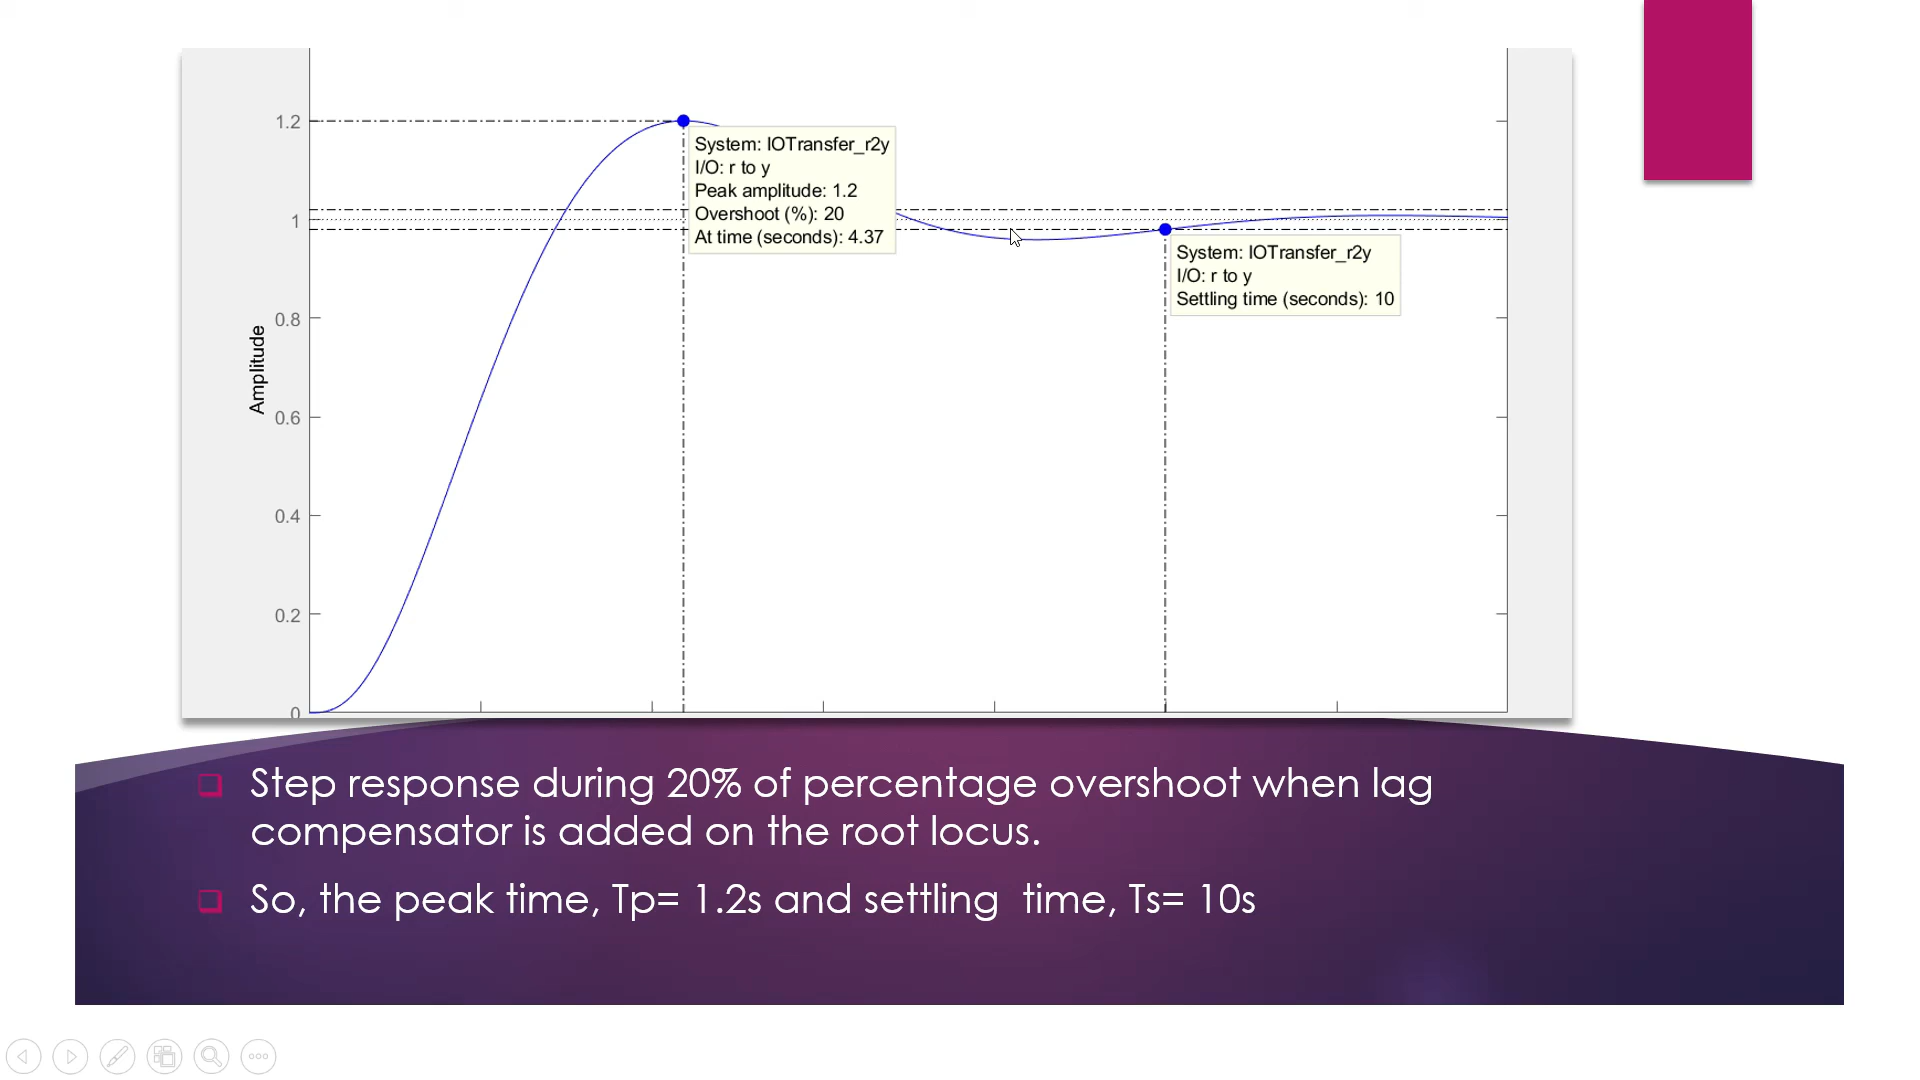 1.2
1
0.8
0.6
0.4
0.2
0
Amplitude
System: IOTransfer_r2y
I/O: r to y
Peak amplitude: 1.2
Overshoot (%): 20
At time (seconds): 4.37
System: IOTransfer_r2y
I/O: r to y
Settling time (seconds): 10
Step response during 20% of percentage overshoot when lag
compensator is added on the root locus.
So, the peak time, Tp= 1.2s and settling  time, Ts= 10s